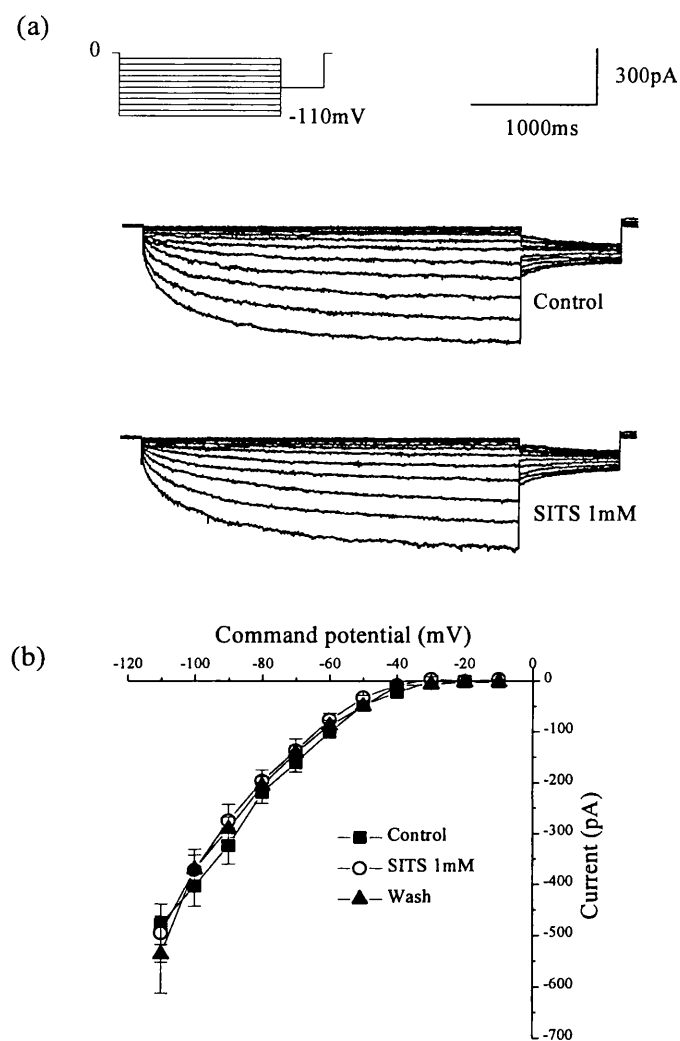 (a)
0
-110mV
300pA
1000ms
Control
SITS 1mM
(b)
Command potential (mV)
-120 -100 -80 -60 -40 -20 0
0
-100
-200
-300
-400
-500
-600
-700
Current (pA)
Control
SITS 1mM
Wash